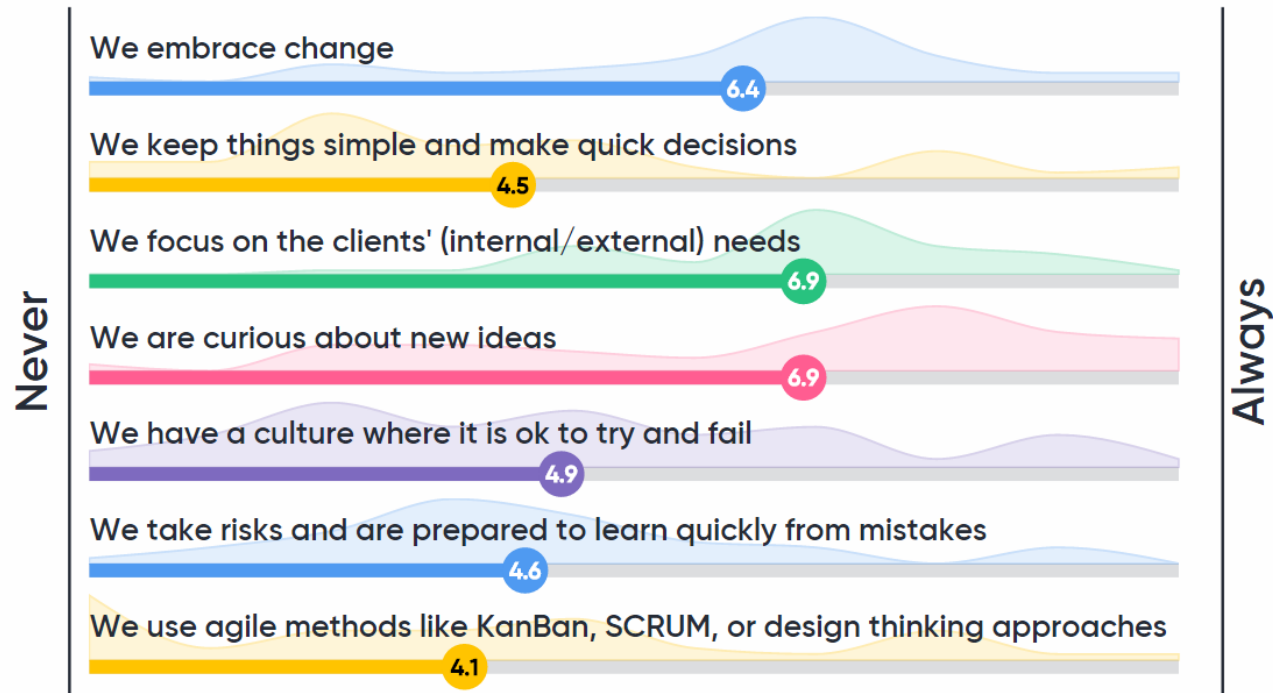 We embrace change
6.4
We keep things simple and make quick decisions
4.5
We focus on the clients' (internal/external) needs
6.9
We are curious about new ideas
6.9
We have a culture where it is ok to try and fail
4.9
We take risks and are prepared to learn quickly from mistakes
4.6
We use agile methods like KanBan, SCRUM, or design thinking approaches
4.1
Never
Always